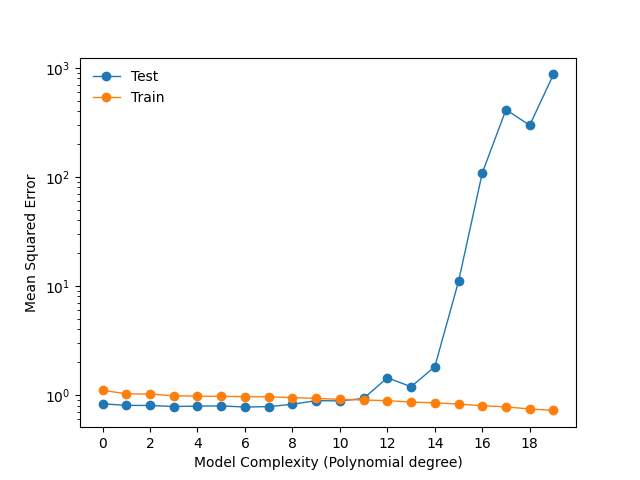 Test
Train
Mean Squared Error
10³
10²
10¹
10⁰
0 2 4 6 8 10 12 14 16 18
Model Complexity (Polynomial degree)